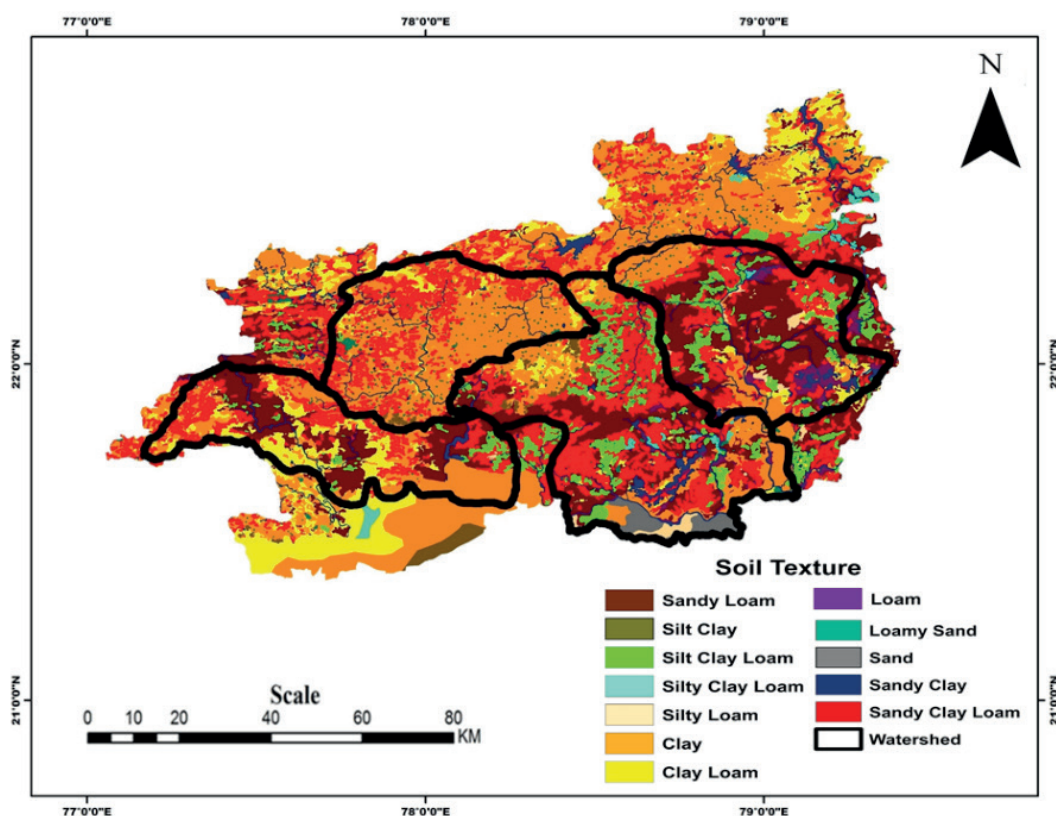 77°0'0"E 78°0'0"E 79°0'0"E
N
22°0'0"N 22°0'0"N
Soil Texture
Sandy Loam
Silt Clay
Silt Clay Loam
Silty Clay Loam
Silty Loam
Clay
Clay Loam
Loam
Loamy Sand
Sand
Sandy Clay
Sandy Clay Loam
Watershed
21°0'0"N 21°0'0"N
Scale
0 10 20 40 60 80
KM
77°0'0"E 78°0'0"E 79°0'0"E